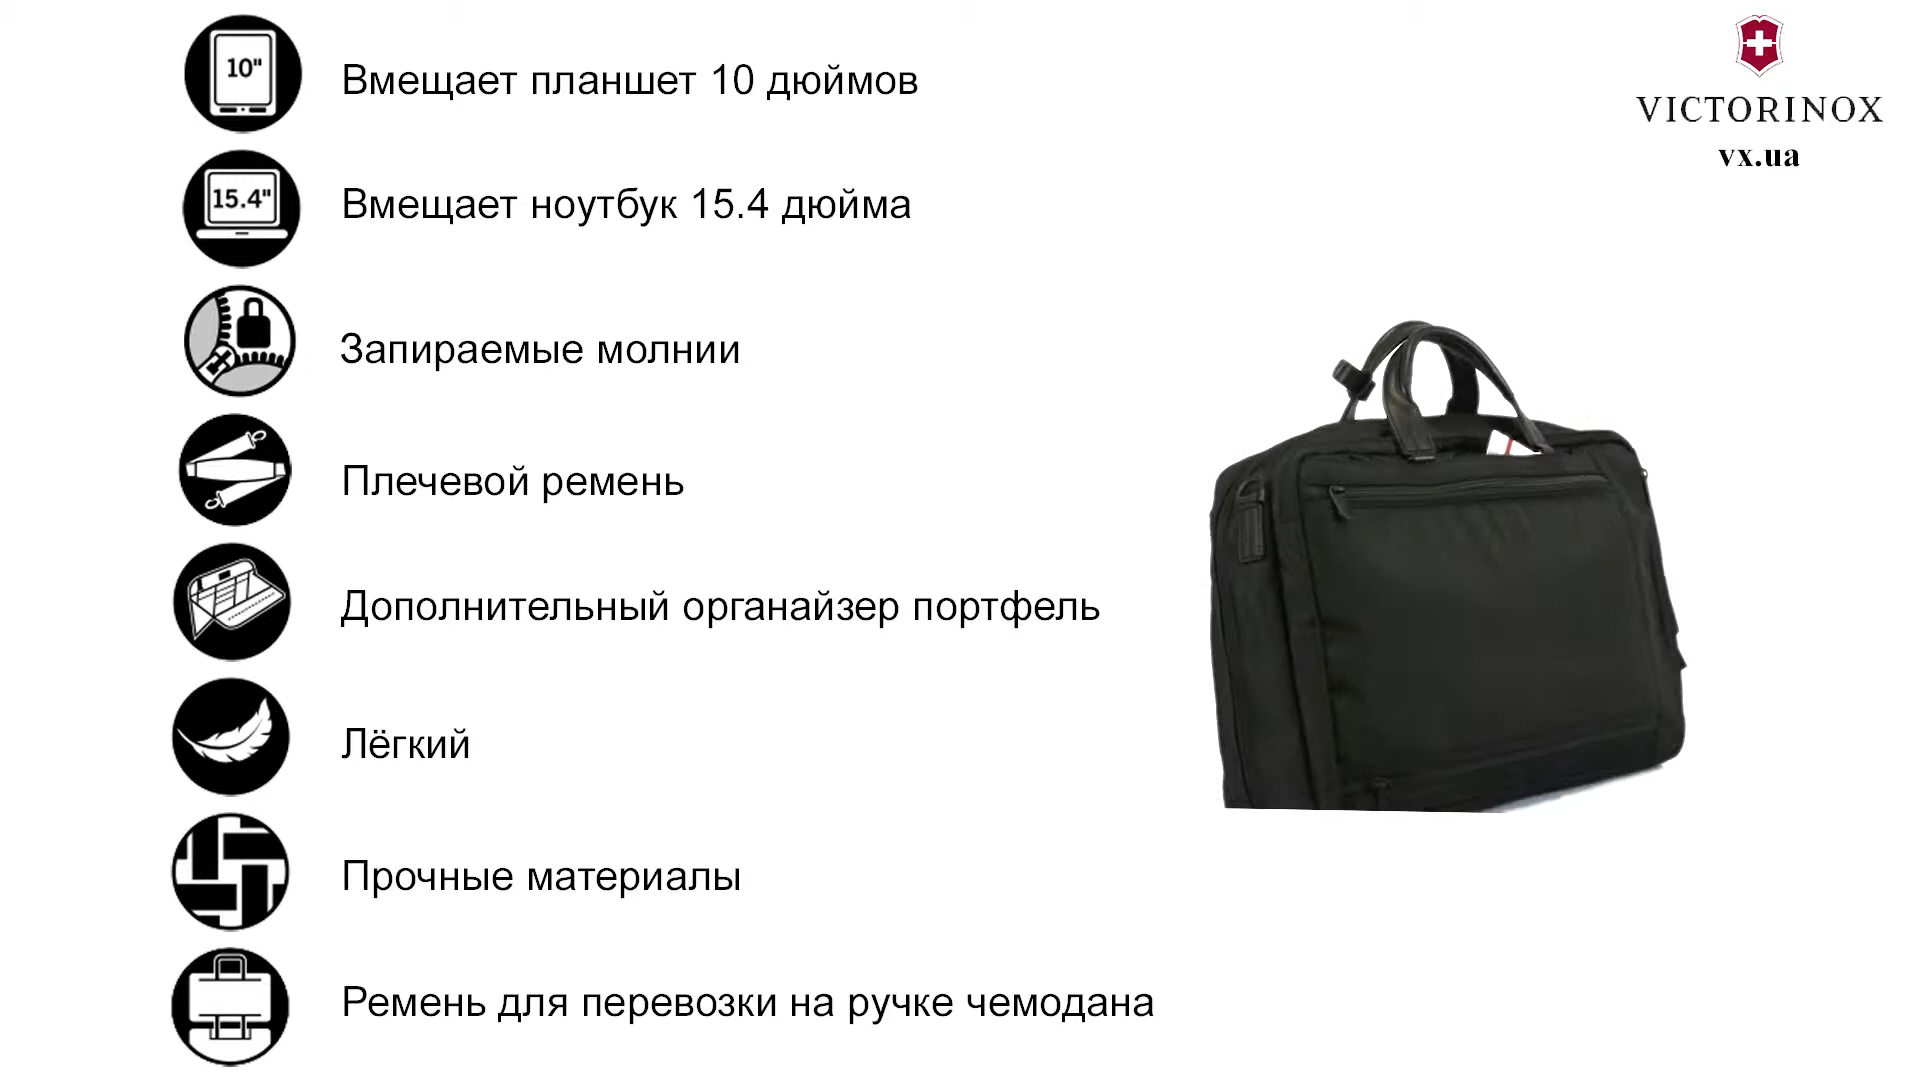 10"
Вмещает планшет 10 дюймов
15.4"
Вмещает ноутбук 15.4 дюйма
Запираемые молнии
Плечевой ремень
Дополнительный органайзер портфель
Лёгкий
Прочные материалы
Ремень для перевозки на ручке чемодана
VICTORINOX
vx.ua